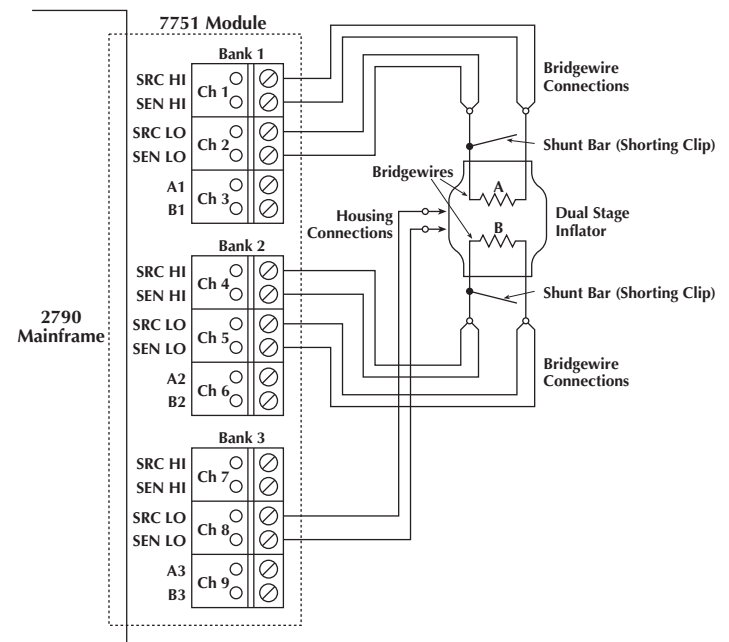 7751 Module
Bank 1
SRC HI
SEN HI
Ch 1
SRC LO
SEN LO
Ch 2
A1
B1
Ch 3
Bank 2
SRC HI
SEN HI
Ch 4
SRC LO
SEN LO
Ch 5
A2
B2
Ch 6
Bank 3
SRC HI
SEN HI
Ch 7
SRC LO
SEN LO
Ch 8
A3
B3
Ch 9
2790
Mainframe
Bridgewire
Connections
Shunt Bar (Shorting Clip)
Bridgewires
A
B
Housing
Connections
Dual Stage
Inflator
Shunt Bar (Shorting Clip)
Bridgewire
Connections